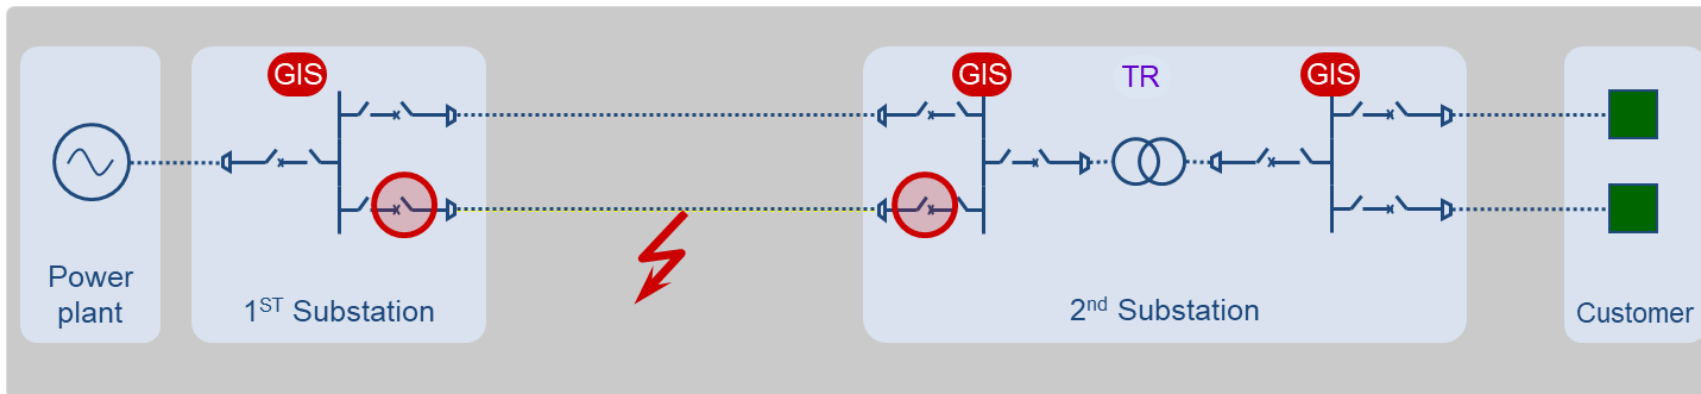 GIS
GIS
TR
GIS
Power
plant
1ST Substation
2nd Substation
Customer